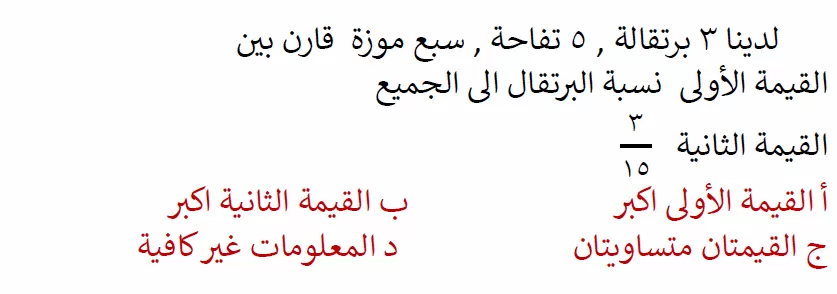 لدينا ٣ برتقالة , ٥ تفاحة , سبع موزة قارن بين
القيمة الأولى نسبة البرتقال الى الجميع
القيمة الثانية ٣/١٥
أ القيمة الأولى اكبر ب القيمة الثانية اكبر
ج القيمتان متساويتان د المعلومات غير كافية